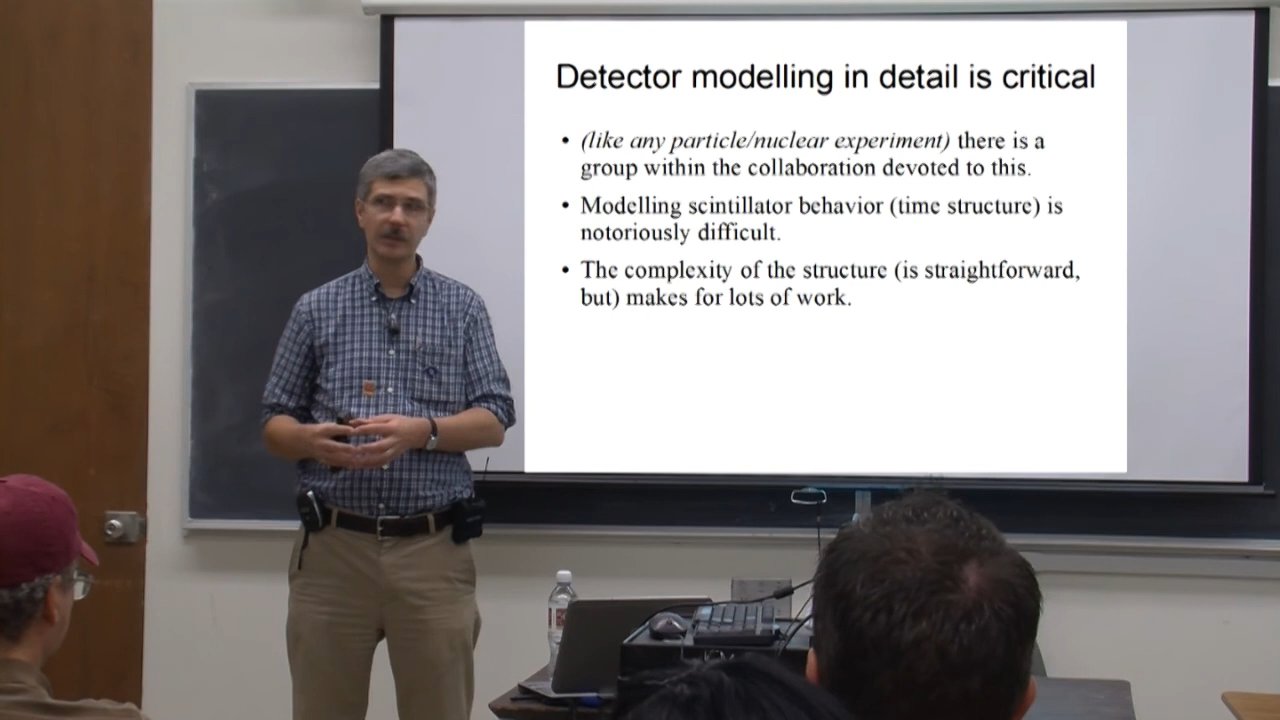 Detector modelling in detail is critical
• (like any particle/nuclear experiment) there is a
group within the collaboration devoted to this.
• Modelling scintillator behavior (time structure) is
notoriously difficult.
• The complexity of the structure (is straightforward,
but) makes for lots of work.